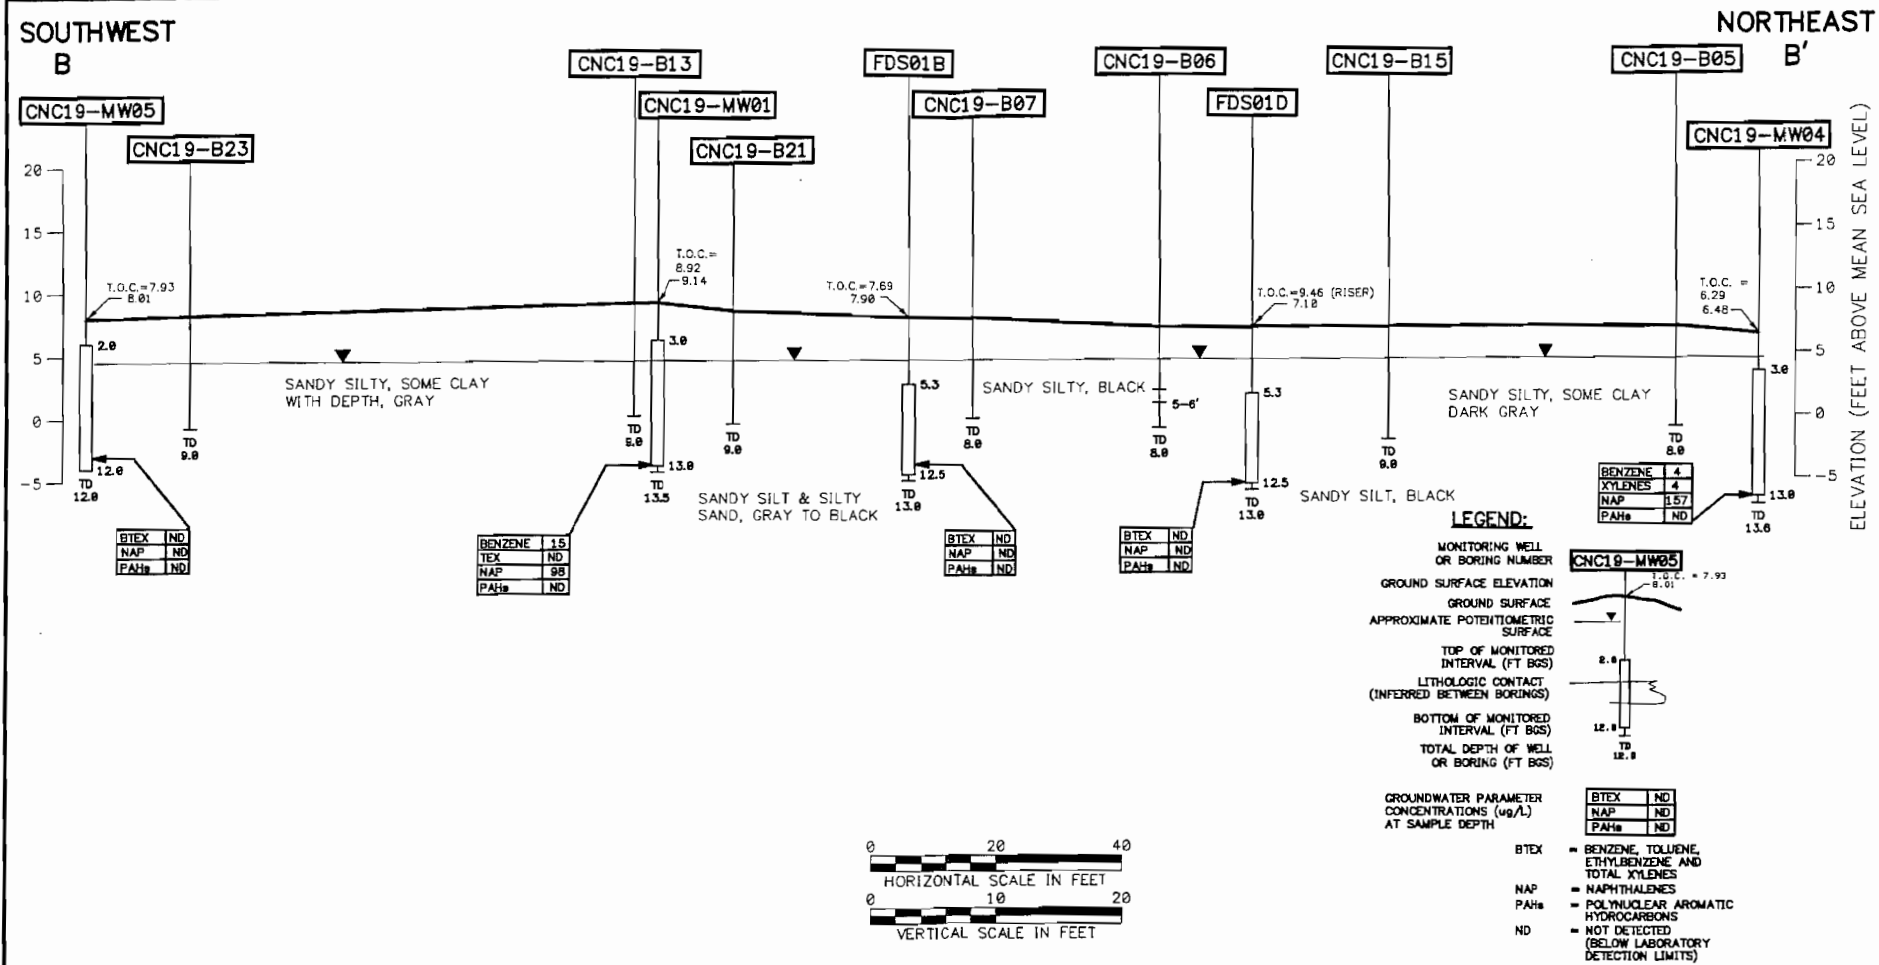 SOUTHWEST
B
NORTHEAST
B'
CNC19-MW05
CNC19-B23
CNC19-B13
CNC19-MW01
CNC19-B21
FDS01B
CNC19-B07
CNC19-B06
FDS01D
CNC19-B15
CNC19-B05
CNC19-MW04
20
15
10
5
0
-5
20
15
10
5
0
-5
ELEVATION (FEET ABOVE MEAN SEA LEVEL)
T.O.C.=7.93
8.01
T.O.C.=
8.92
9.14
T.O.C.=7.69
7.90
T.O.C.=9.46 (RISER)
7.10
T.O.C. =
6.29
6.48
2.0
12.0
TD
12.0
TD
9.0
TD
9.0
3.0
13.0
TD
13.5
TD
9.0
5.3
12.5
TD
13.0
TD
8.0
5-6'
TD
8.0
5.3
12.5
TD
13.0
TD
9.0
TD
8.0
3.0
13.0
TD
13.6
SANDY SILTY, SOME CLAY
WITH DEPTH, GRAY
SANDY SILTY, BLACK
SANDY SILTY, SOME CLAY
DARK GRAY
SANDY SILT & SILTY
SAND, GRAY TO BLACK
SANDY SILT, BLACK
BTEX ND
NAP ND
PAHs ND
BENZENE 15
TEX ND
NAP 98
PAHs ND
BTEX ND
NAP ND
PAHs ND
BTEX ND
NAP ND
PAHs ND
BENZENE 4
XYLENES 4
NAP 157
PAHs ND
LEGEND:
MONITORING WELL
OR BORING NUMBER
CNC19-MW05
T.O.C. = 7.93
8.01
GROUND SURFACE ELEVATION
GROUND SURFACE
APPROXIMATE POTENTIOMETRIC
SURFACE
TOP OF MONITORED
INTERVAL (FT BGS)
2.0
LITHOLOGIC CONTACT
(INFERRED BETWEEN BORINGS)
BOTTOM OF MONITORED
INTERVAL (FT BGS)
12.0
TOTAL DEPTH OF WELL
OR BORING (FT BGS)
TD
12.0
GROUNDWATER PARAMETER
CONCENTRATIONS (ug/L)
AT SAMPLE DEPTH
BTEX ND
NAP ND
PAHs ND
BTEX = BENZENE, TOLUENE,
ETHYLBENZENE AND
TOTAL XYLENES
NAP = NAPHTHALENES
PAHs = POLYNUCLEAR AROMATIC
HYDROCARBONS
ND = NOT DETECTED
(BELOW LABORATORY
DETECTION LIMITS)
0 20 40
HORIZONTAL SCALE IN FEET
0 10 20
VERTICAL SCALE IN FEET